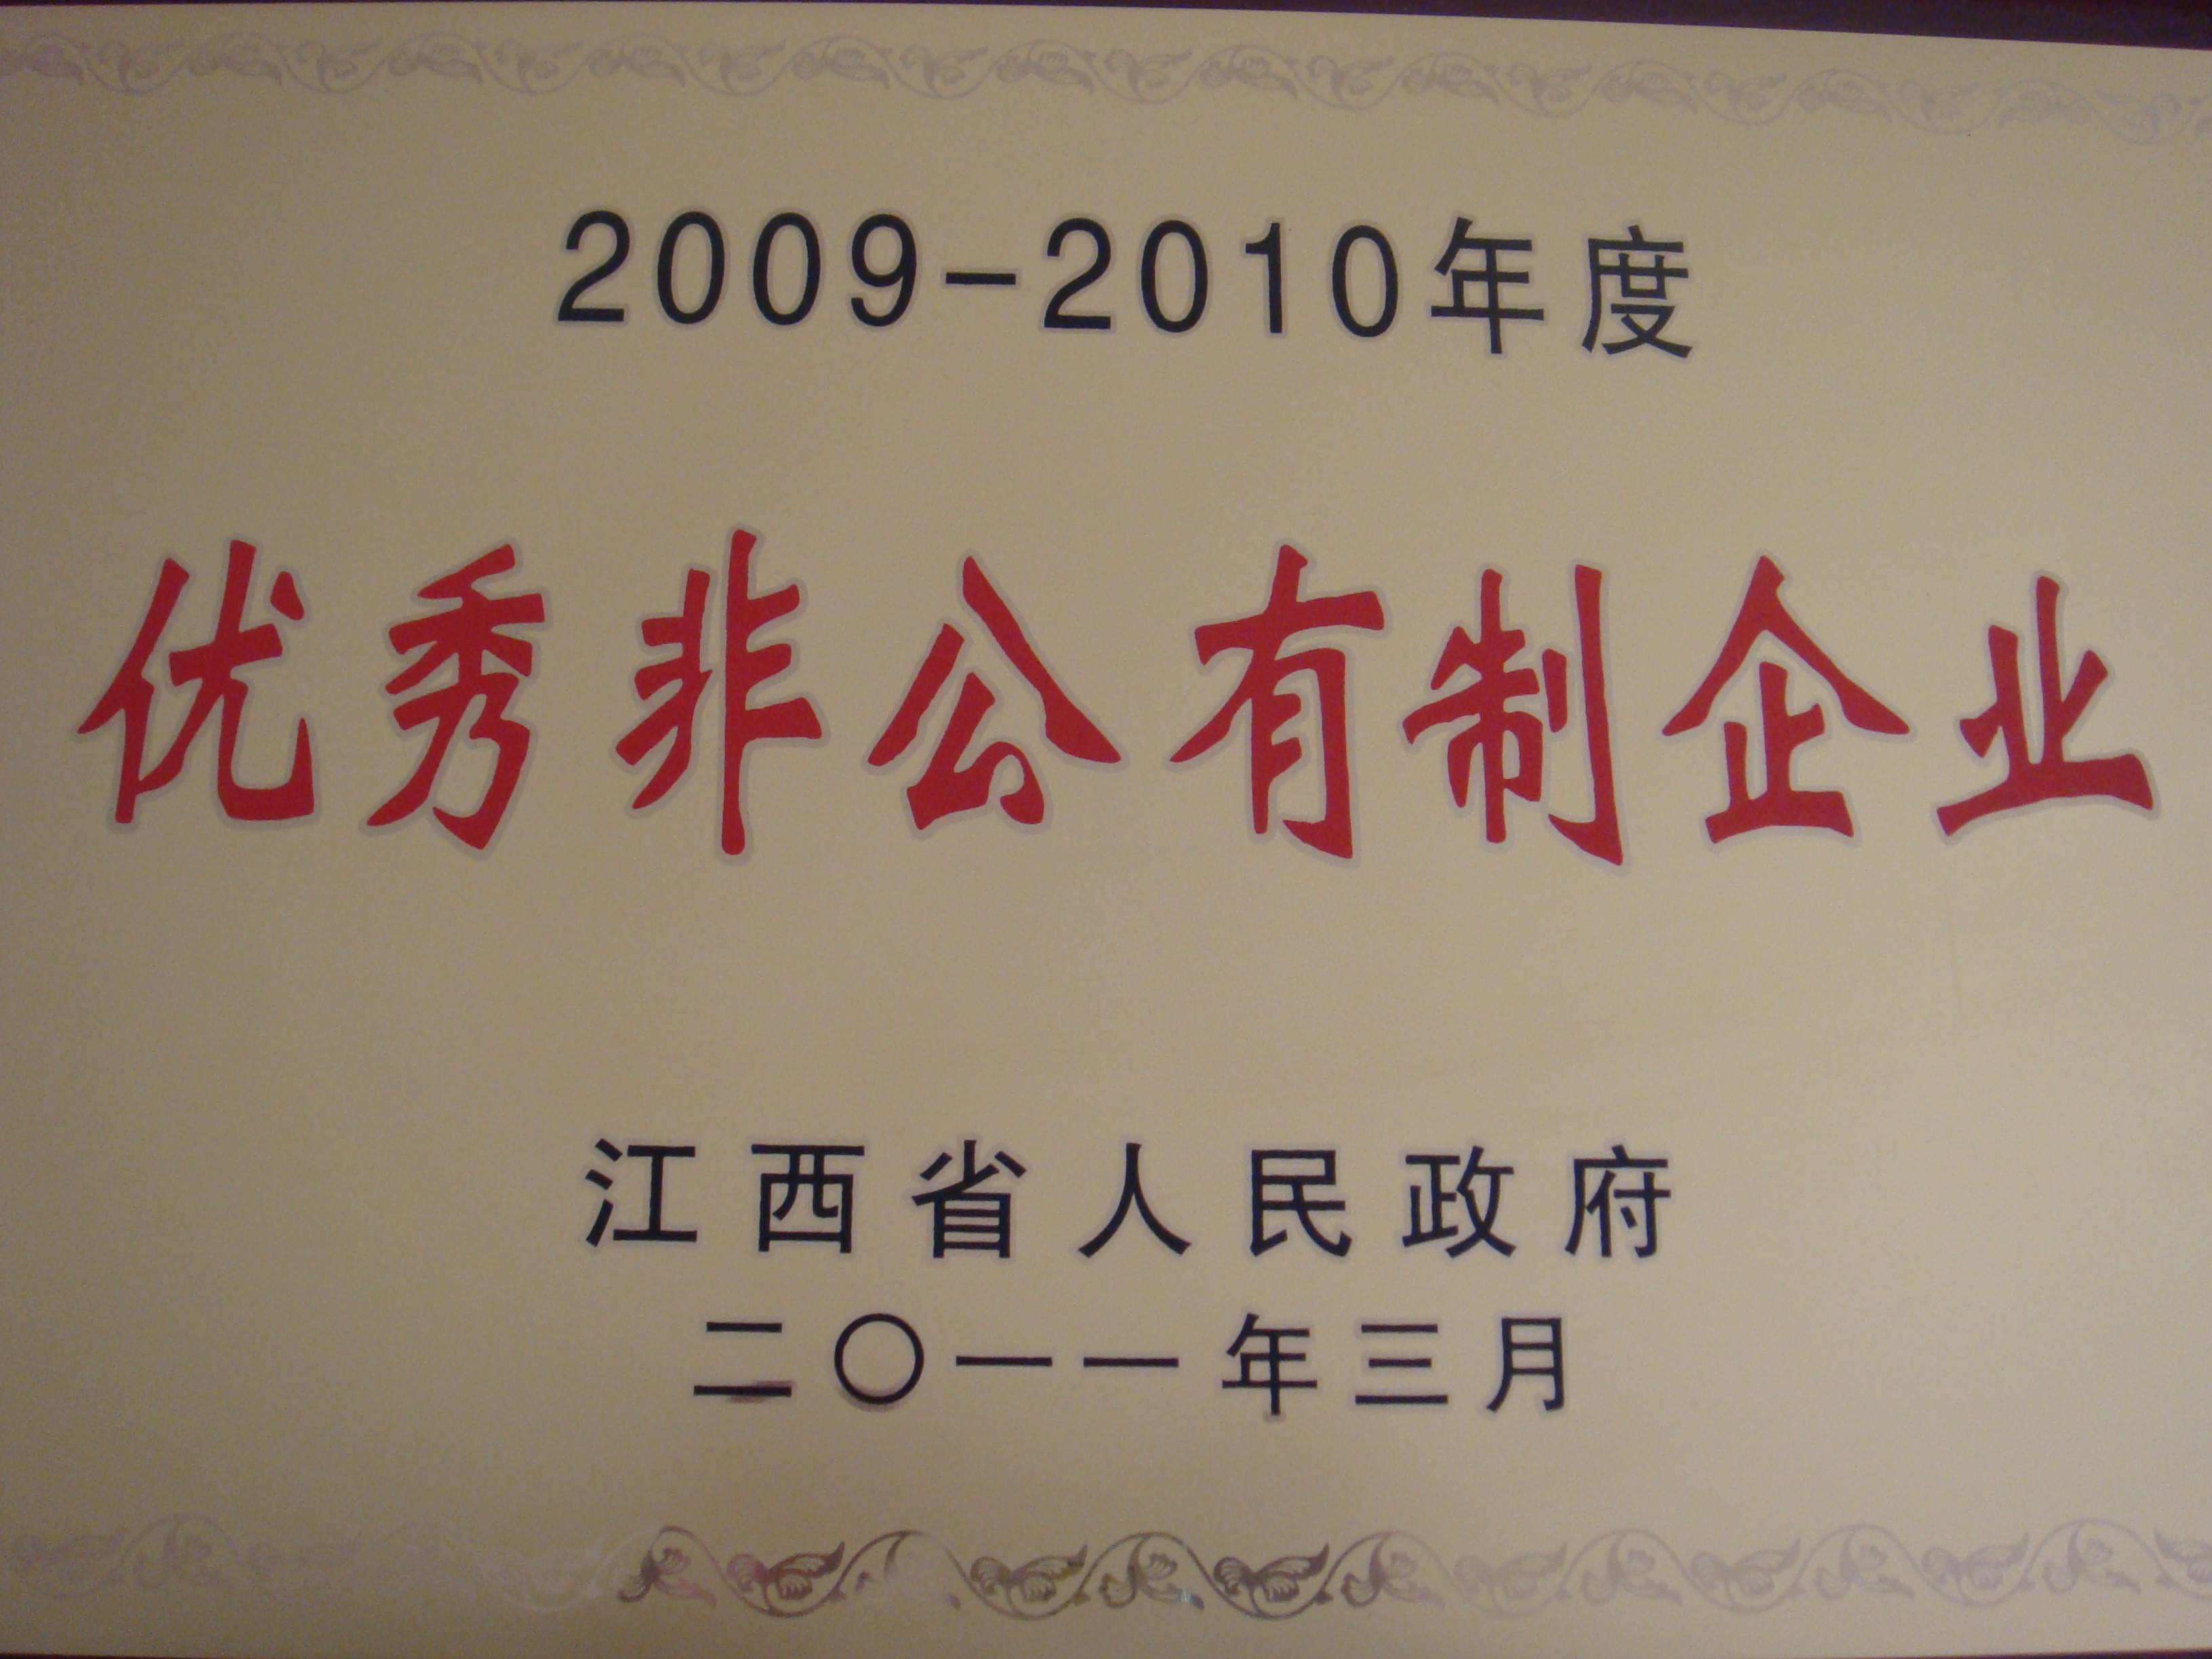 2009-2010年度
优秀非公有制企业
江西省人民政府
二〇一一年三月